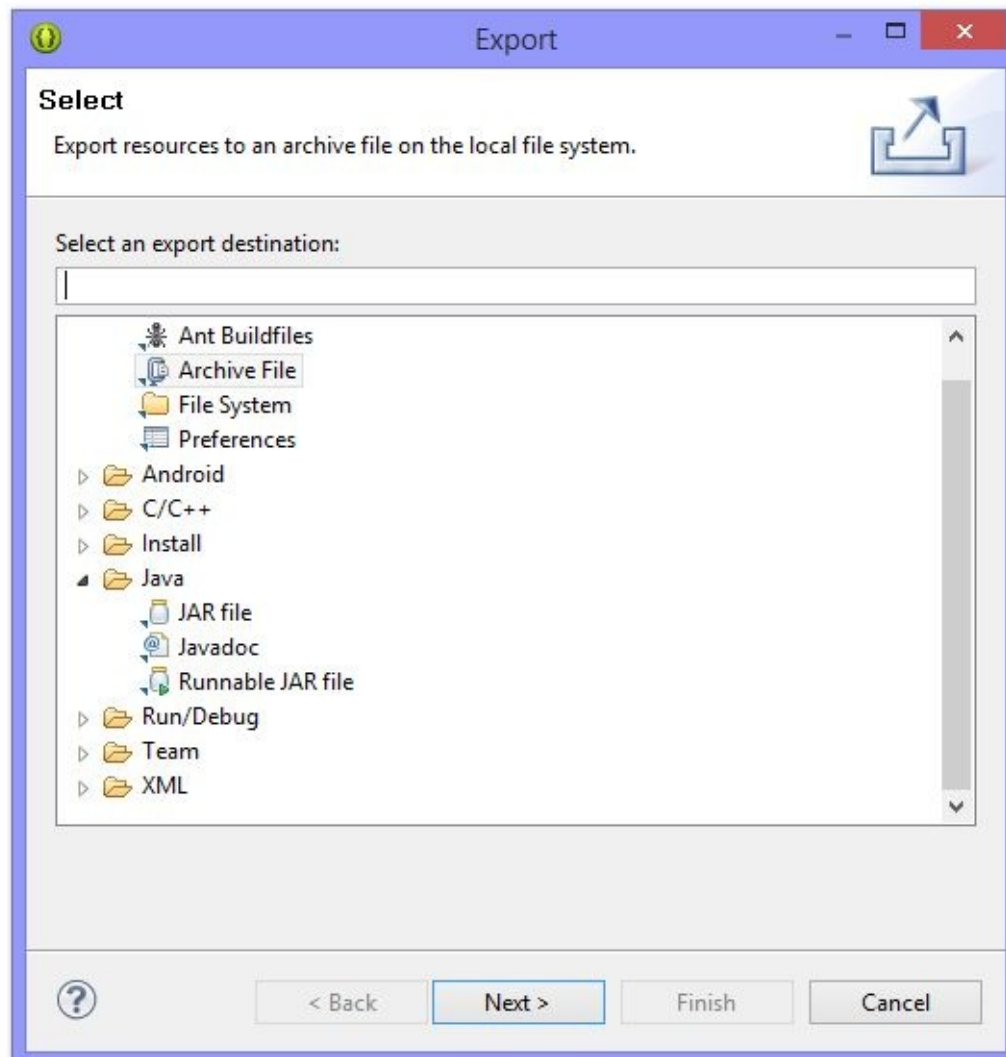 Export
Select
Export resources to an archive file on the local file system.
Select an export destination:
Ant Buildfiles
Archive File
File System
Preferences
Android
C/C++
Install
Java
JAR file
Javadoc
Runnable JAR file
Run/Debug
Team
XML
? < Back Next > Finish Cancel